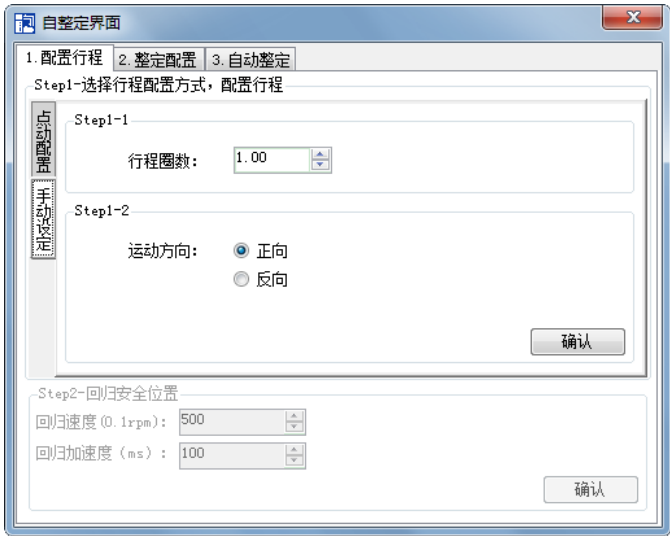 自整定界面
1.配置行程 2.整定配置 3.自动整定
Step1-选择行程配置方式，配置行程
点动配置
手动设定
Step1-1
行程圈数： 1.00
Step1-2
运动方向： 正向
反向
确认
Step2-回归安全位置
回归速度(0.1rpm)： 500
回归加速度（ms）： 100
确认